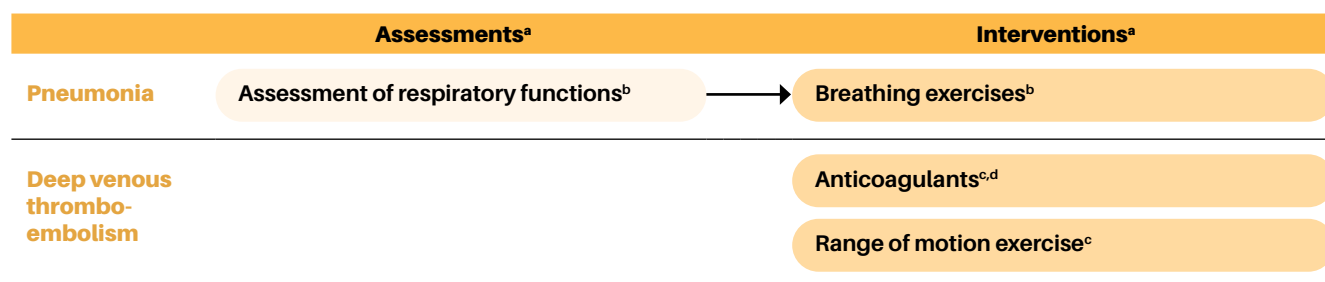 Assessmentsᵃ Interventionsᵃ
Pneumonia Assessment of respiratory functionsᵇ Breathing exercisesᵇ
Deep venous
thrombo-
embolism
Anticoagulantsᶜ,ᵈ
Range of motion exerciseᶜ